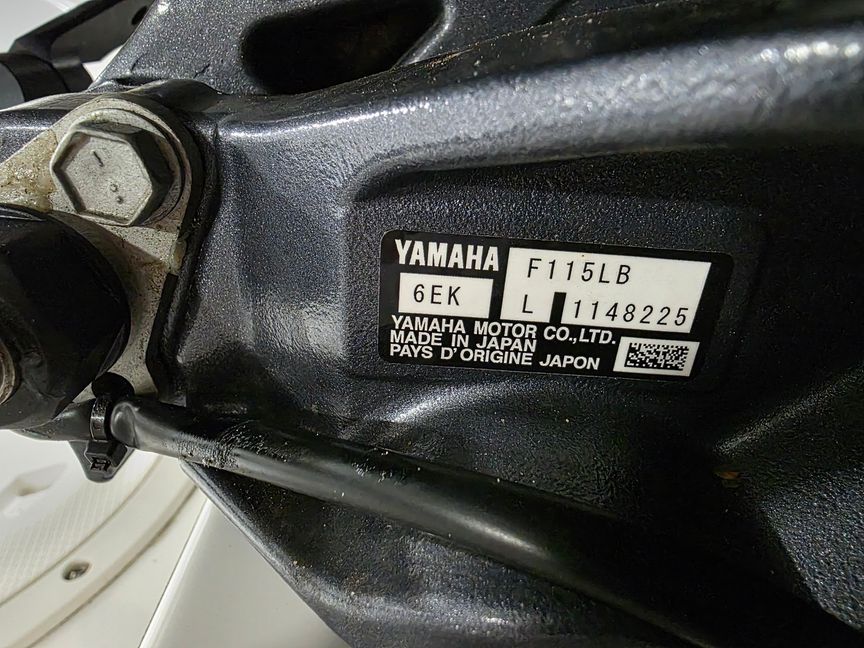 YAMAHA
F115LB
6EK
L 1148225
YAMAHA MOTOR CO.,LTD.
MADE IN JAPAN
PAYS D'ORIGINE JAPON